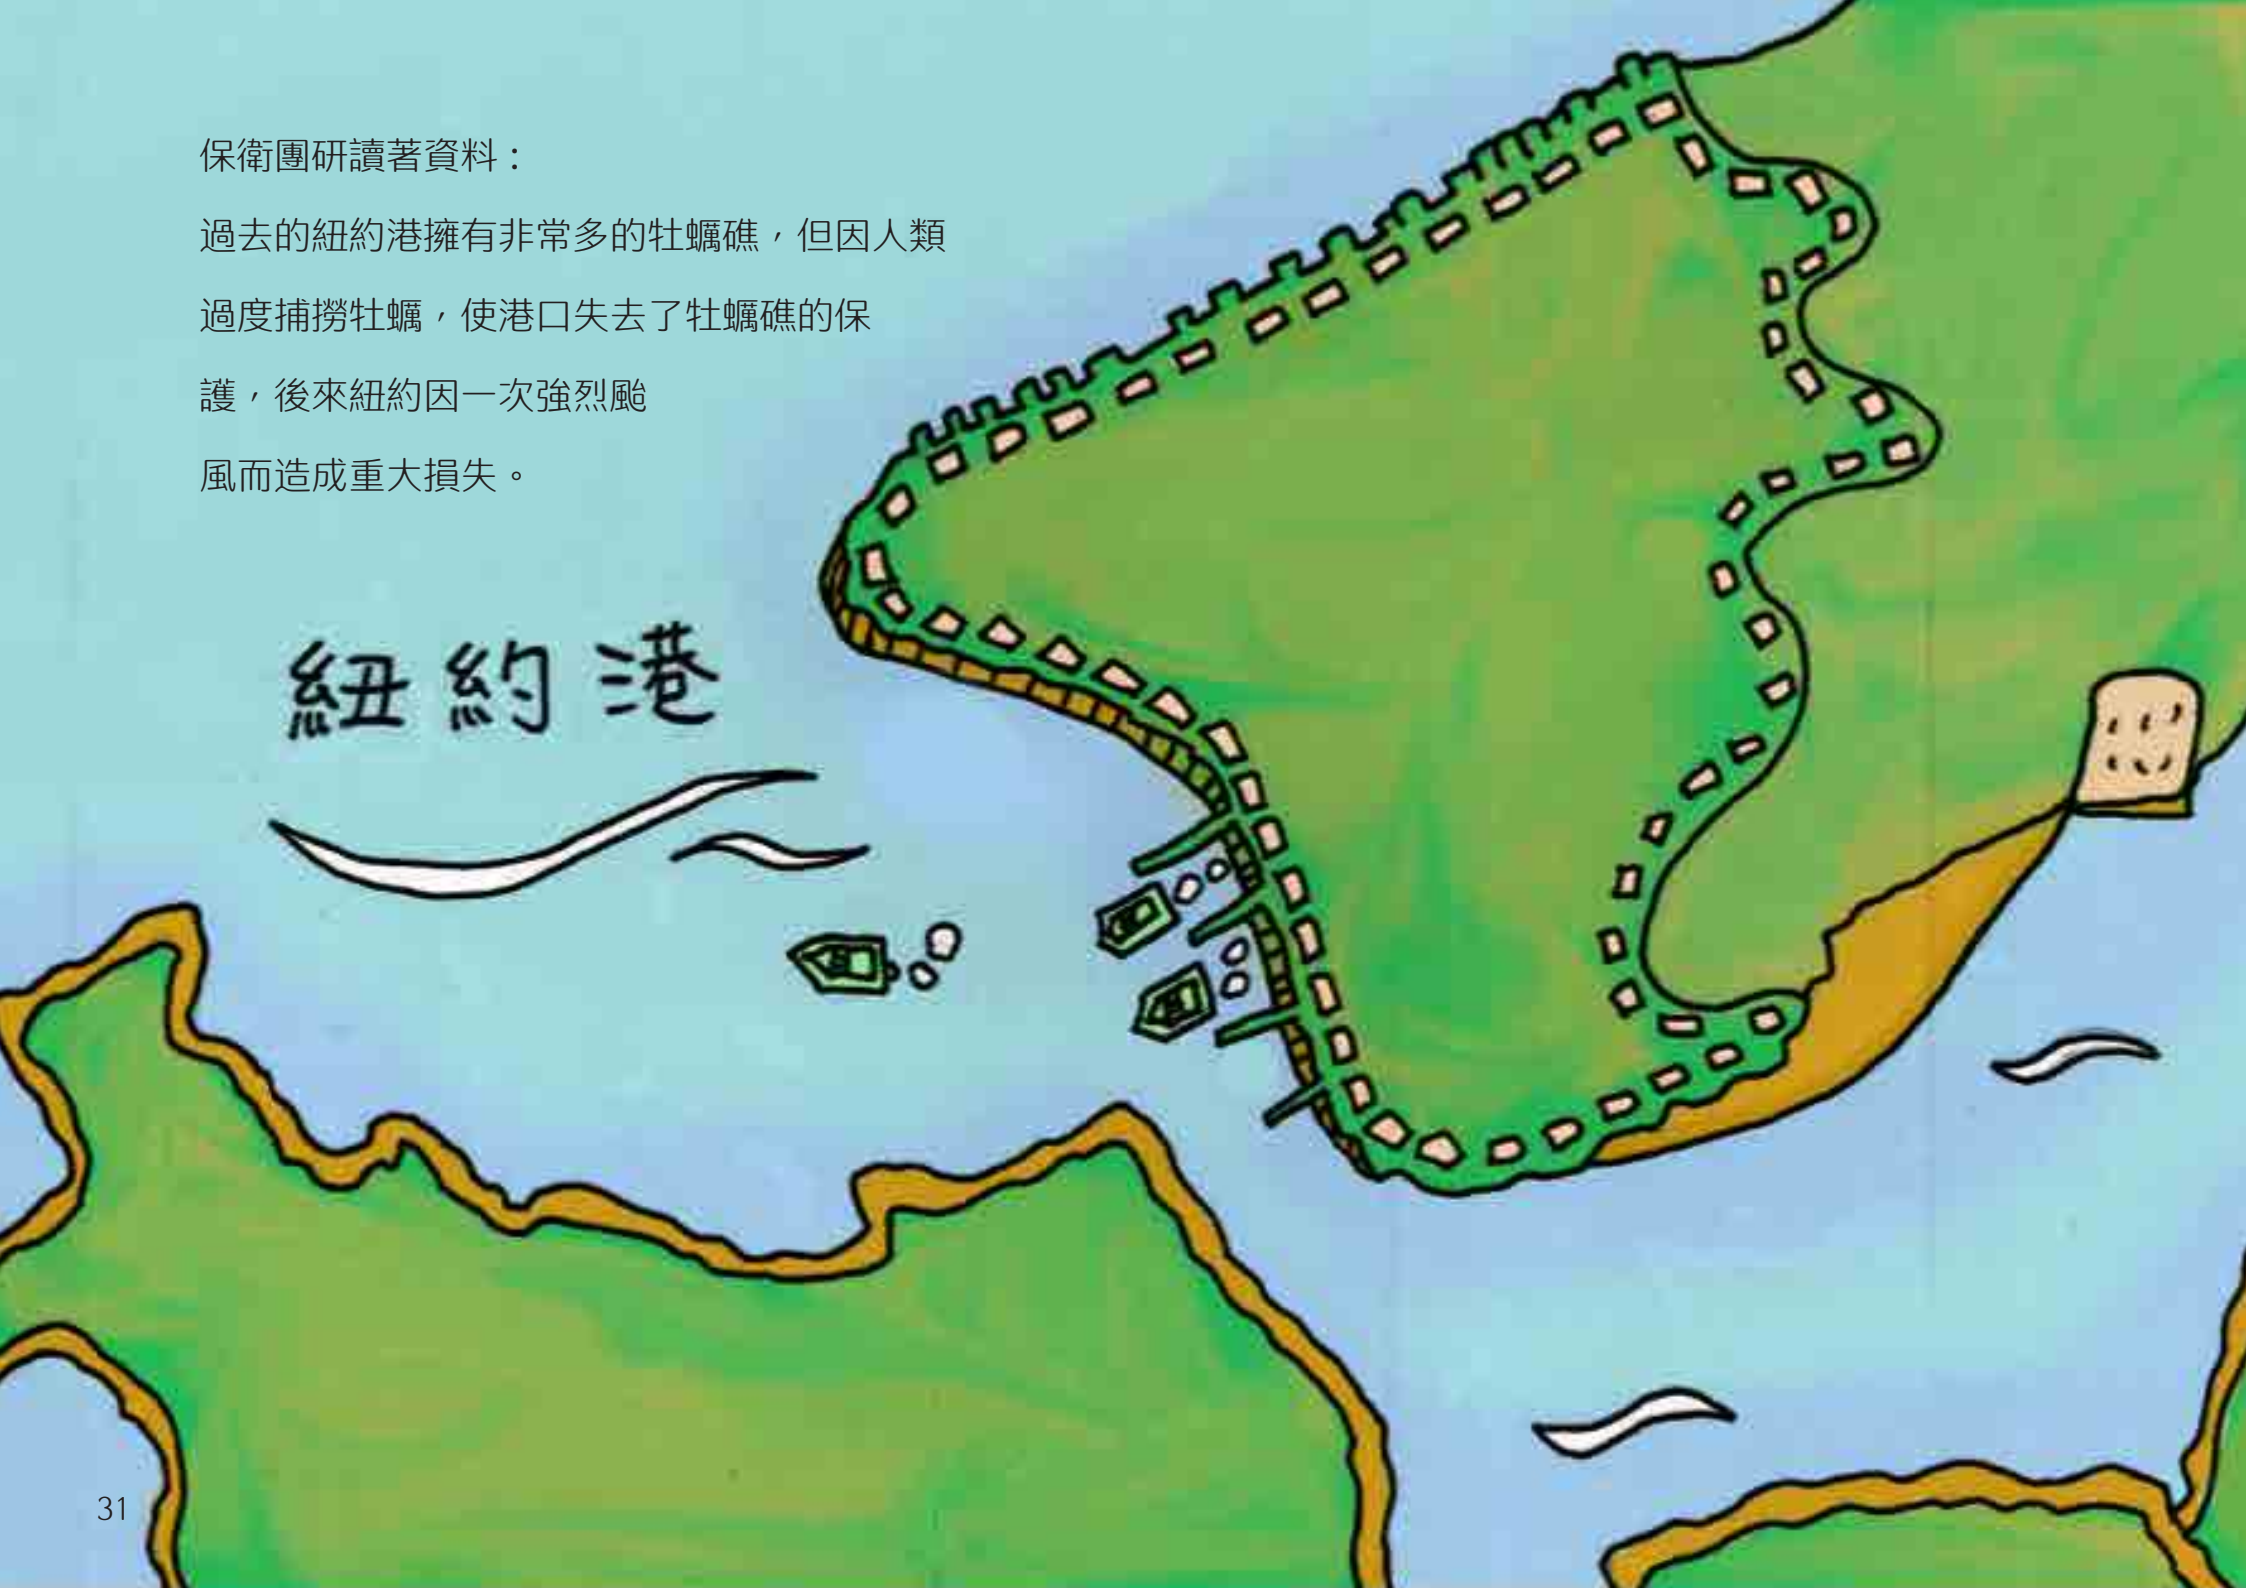 保衛團研讀著資料：
過去的紐約港擁有非常多的牡蠣礁，但因人類
過度捕撈牡蠣，使港口失去了牡蠣礁的保
護，後來紐約因一次強烈颱
風而造成重大損失。
紐約港
31